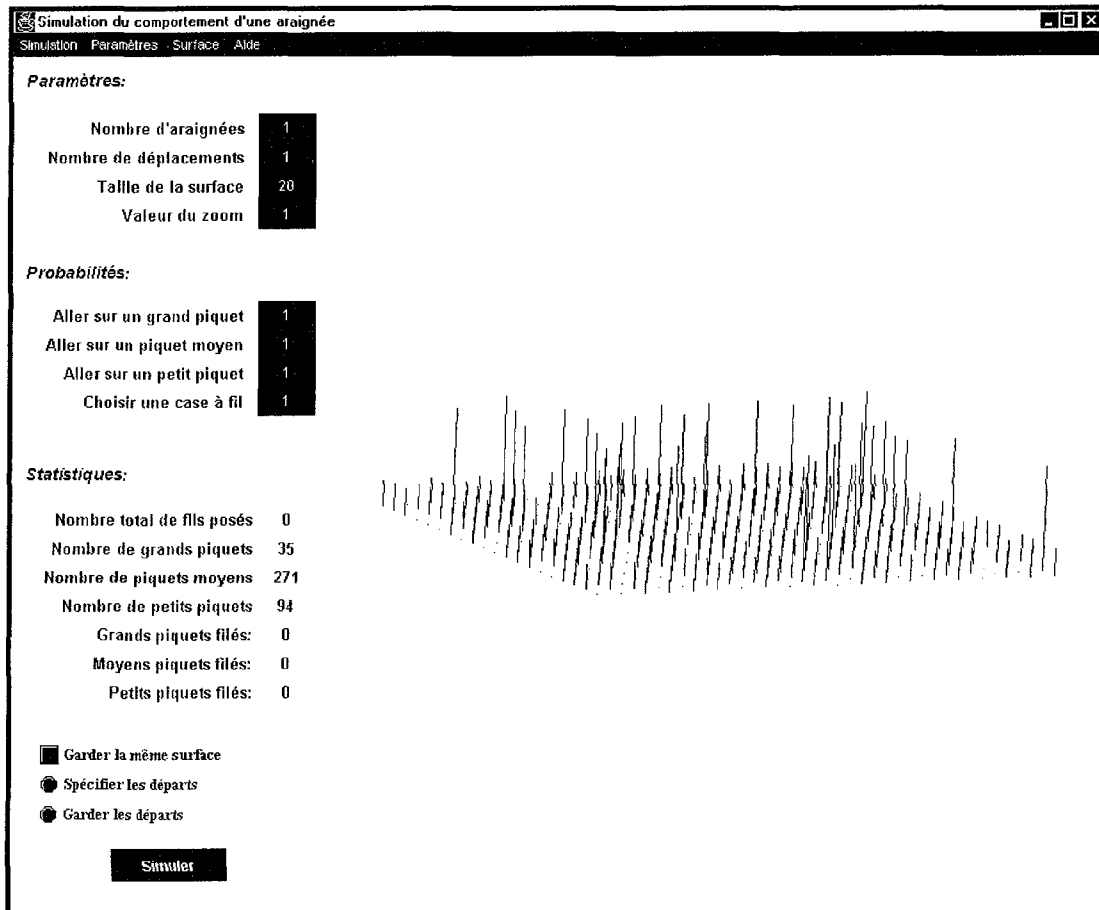 Simulation du comportement d'une araignée
Simulation Paramètres Surface Aide
Paramètres:
Nombre d'araignées 1
Nombre de déplacements 1
Taille de la surface 20
Valeur du zoom 1
Probabilités:
Aller sur un grand piquet 1
Aller sur un piquet moyen 1
Aller sur un petit piquet 1
Choisir une case à fil 1
Statistiques:
Nombre total de fils posés 0
Nombre de grands piquets 35
Nombre de piquets moyens 271
Nombre de petits piquets 94
Grands piquets filés: 0
Moyens piquets filés: 0
Petits piquets filés: 0
Garder la même surface
Spécifier les départs
Garder les départs
Simuler